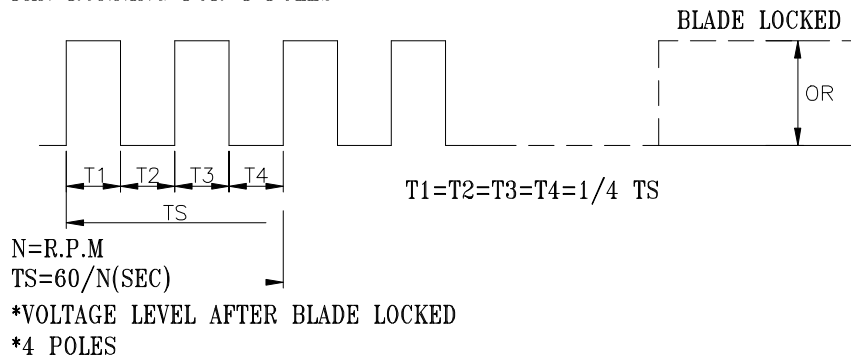 BLADE LOCKED
OR
T1 T2 T3 T4
T1=T2=T3=T4=1/4 TS
TS
N=R.P.M
TS=60/N(SEC)
*VOLTAGE LEVEL AFTER BLADE LOCKED
*4 POLES